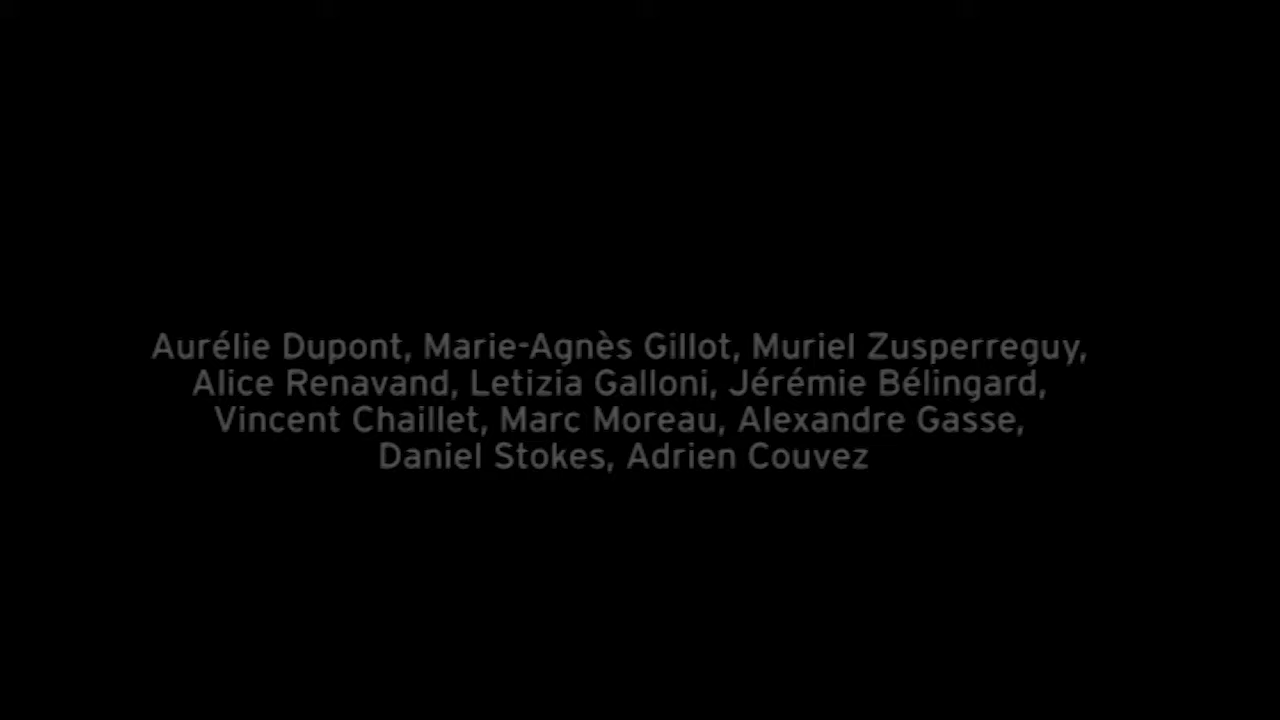 Aurélie Dupont, Marie-Agnès Gillot, Muriel Zusperreguy,
Alice Renavand, Letizia Galloni, Jérémie Bélingard,
Vincent Chaillet, Marc Moreau, Alexandre Gasse,
Daniel Stokes, Adrien Couvez